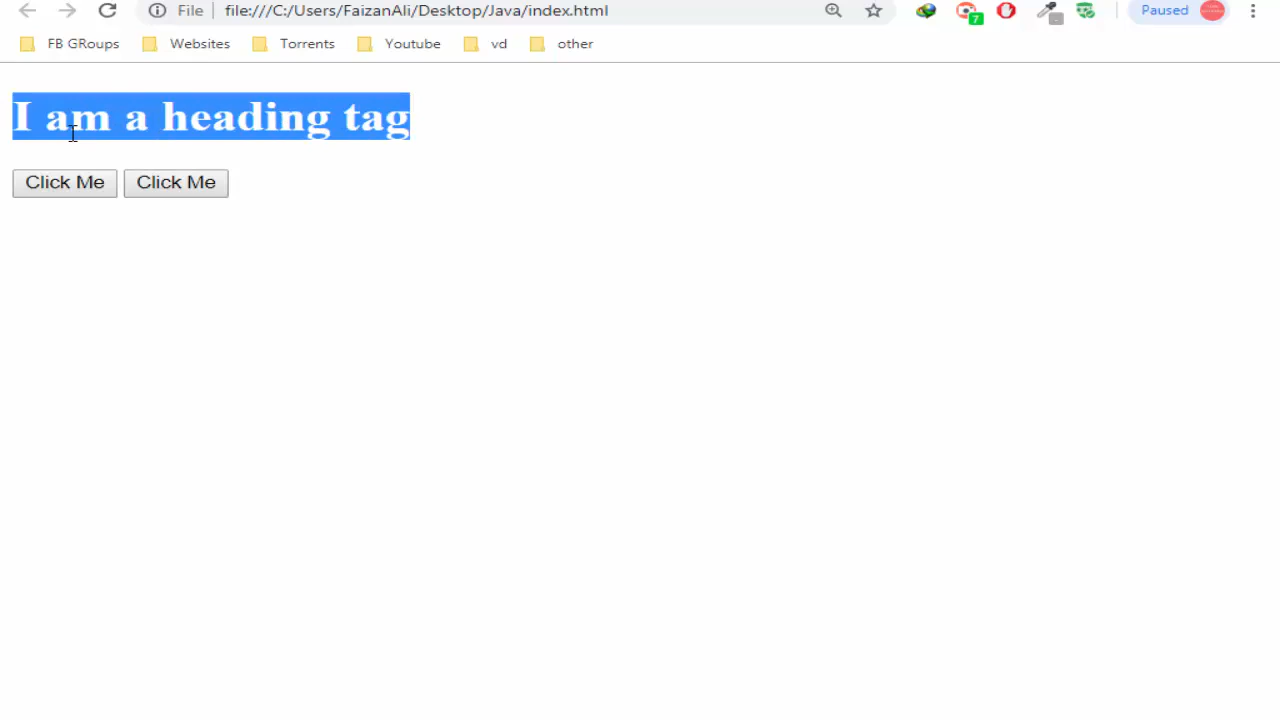 File file:///C:/Users/FaizanAli/Desktop/Java/index.html 7 Paused
FB GRoups Websites Torrents Youtube vd other
I am a heading tag
Click Me Click Me